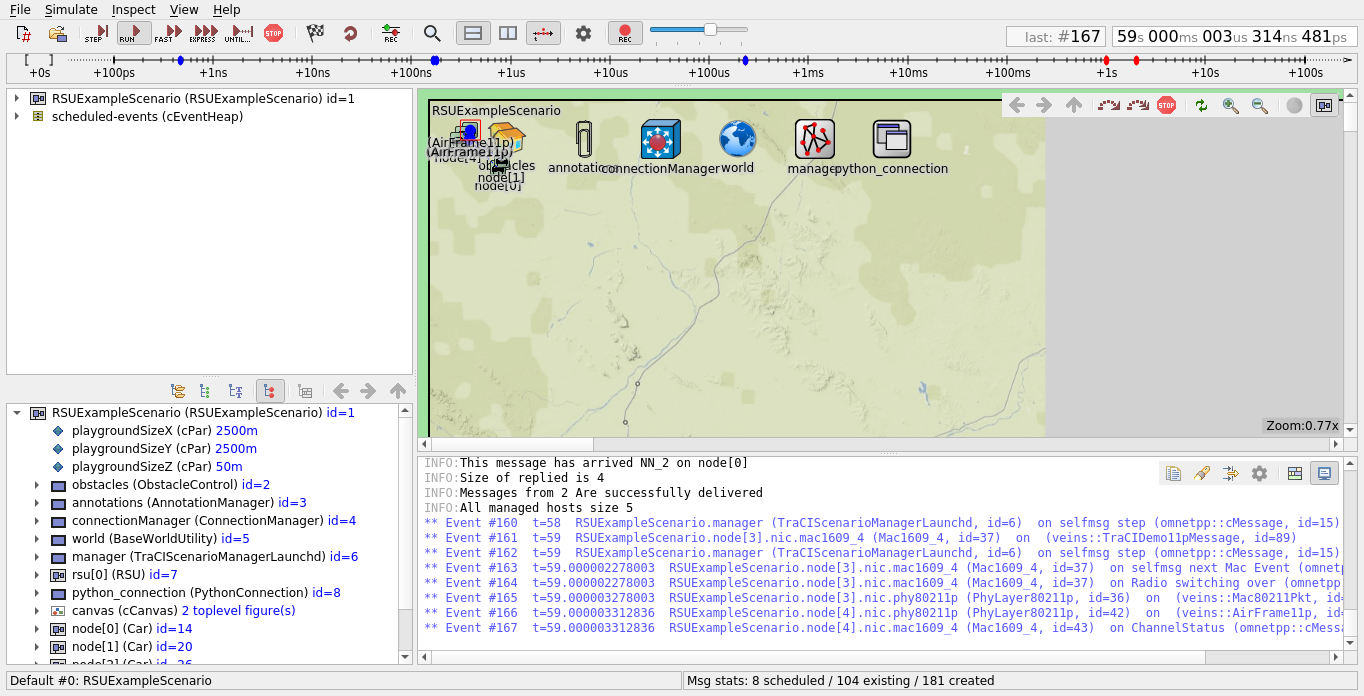 File Simulate Inspect View Help
STEP RUN FAST EXPRESS UNTIL... STOP REC REC
last: #167 59s 000ms 003us 314ns 481ps
+0s +100ps +1ns +10ns +100ns +1us +10us +100us +1ms +10ms +100ms +1s +10s +100s
RSUExampleScenario (RSUExampleScenario) id=1
scheduled-events (cEventHeap)
RSUExampleScenario
STOP
(AirFrame11p)
(AirFrame11p)
node[4] obstacles annotatio connectionManager world manage python_connection
node[1]
node[0]
Zoom:0.77x
RSUExampleScenario (RSUExampleScenario) id=1
playgroundSizeX (cPar) 2500m
playgroundSizeY (cPar) 2500m
playgroundSizeZ (cPar) 50m
obstacles (ObstacleControl) id=2
annotations (AnnotationManager) id=3
connectionManager (ConnectionManager) id=4
world (BaseWorldUtility) id=5
manager (TraCIScenarioManagerLaunchd) id=6
rsu[0] (RSU) id=7
python_connection (PythonConnection) id=8
canvas (cCanvas) 2 toplevel figure(s)
node[0] (Car) id=14
node[1] (Car) id=20
node[2] (Car) id=26
INFO:This message has arrived NN_2 on node[0]
INFO:Size of replied is 4
INFO:Messages from 2 Are successfully delivered
INFO:All managed hosts size 5
** Event #160 t=58 RSUExampleScenario.manager (TraCIScenarioManagerLaunchd, id=6) on selfmsg step (omnetpp::cMessage, id=15)
** Event #161 t=59 RSUExampleScenario.node[3].nic.mac1609_4 (Mac1609_4, id=37) on (veins::TraCIDemo11pMessage, id=89)
** Event #162 t=59 RSUExampleScenario.manager (TraCIScenarioManagerLaunchd, id=6) on selfmsg step (omnetpp::cMessage, id=15)
** Event #163 t=59.000002278003 RSUExampleScenario.node[3].nic.mac1609_4 (Mac1609_4, id=37) on selfmsg next Mac Event (omnetp
** Event #164 t=59.000002278003 RSUExampleScenario.node[3].nic.mac1609_4 (Mac1609_4, id=37) on Radio switching over (omnetpp
** Event #165 t=59.000003278003 RSUExampleScenario.node[3].nic.phy80211p (PhyLayer80211p, id=36) on (veins::Mac80211Pkt, id=
** Event #166 t=59.000003312836 RSUExampleScenario.node[4].nic.phy80211p (PhyLayer80211p, id=42) on (veins::AirFrame11p, id=
** Event #167 t=59.000003312836 RSUExampleScenario.node[4].nic.mac1609_4 (Mac1609_4, id=43) on ChannelStatus (omnetpp::cMessa
Default #0: RSUExampleScenario
Msg stats: 8 scheduled / 104 existing / 181 created